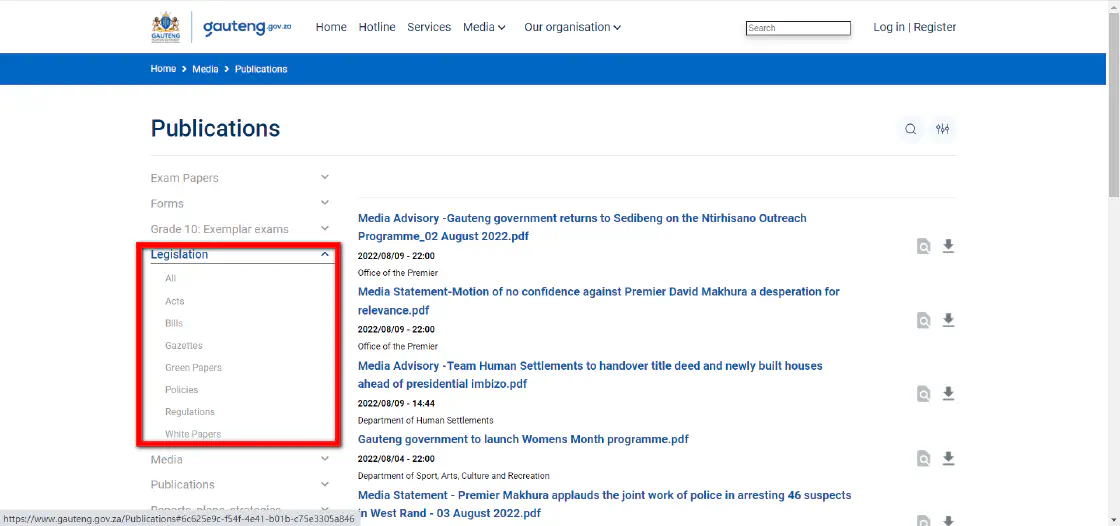 GAUTENG
gauteng.gov.za
Home Hotline Services Media Our organisation Search Log in | Register
Home Media Publications
Publications
Exam Papers
Forms
Grade 10: Exemplar exams
Legislation
All
Acts
Bills
Gazettes
Green Papers
Policies
Regulations
White Papers
Media
Publications
Reports, plans, strategies
Media Advisory -Gauteng government returns to Sedibeng on the Ntirhisano Outreach
Programme_02 August 2022.pdf
2022/08/09 - 22:00
Office of the Premier
Media Statement-Motion of no confidence against Premier David Makhura a desperation for
relevance.pdf
2022/08/09 - 22:00
Office of the Premier
Media Advisory -Team Human Settlements to handover title deed and newly built houses
ahead of presidential imbizo.pdf
2022/08/09 - 14:44
Department of Human Settlements
Gauteng government to launch Womens Month programme.pdf
2022/08/04 - 22:00
Department of Sport, Arts, Culture and Recreation
Media Statement - Premier Makhura applauds the joint work of police in arresting 46 suspects
in West Rand - 03 August 2022.pdf
https://www.gauteng.gov.za/Publications#6c625e9c-f54f-4e41-b01b-c75e3305a846